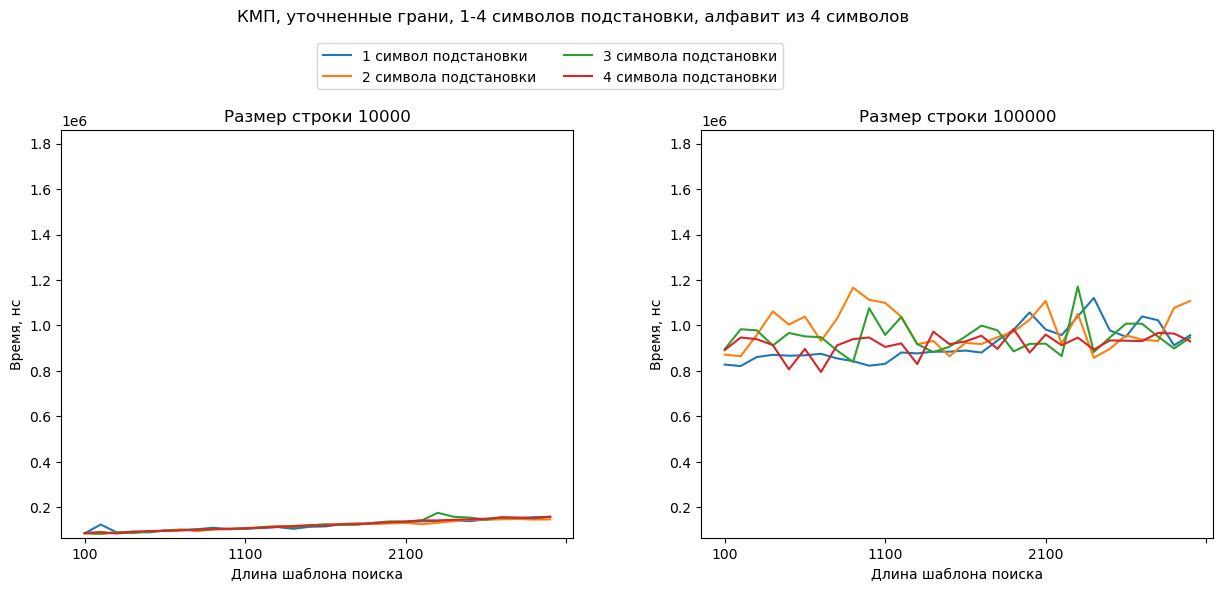 КМП, уточненные грани, 1-4 символов подстановки, алфавит из 4 символов
1 символ подстановки
2 символа подстановки
3 символа подстановки
4 символа подстановки
Размер строки 10000
1e6
1.8
1.6
1.4
1.2
1.0
0.8
0.6
0.4
0.2
Время, нс
100
1100
2100
Длина шаблона поиска
Размер строки 100000
1e6
1.8
1.6
1.4
1.2
1.0
0.8
0.6
0.4
0.2
Время, нс
100
1100
2100
Длина шаблона поиска